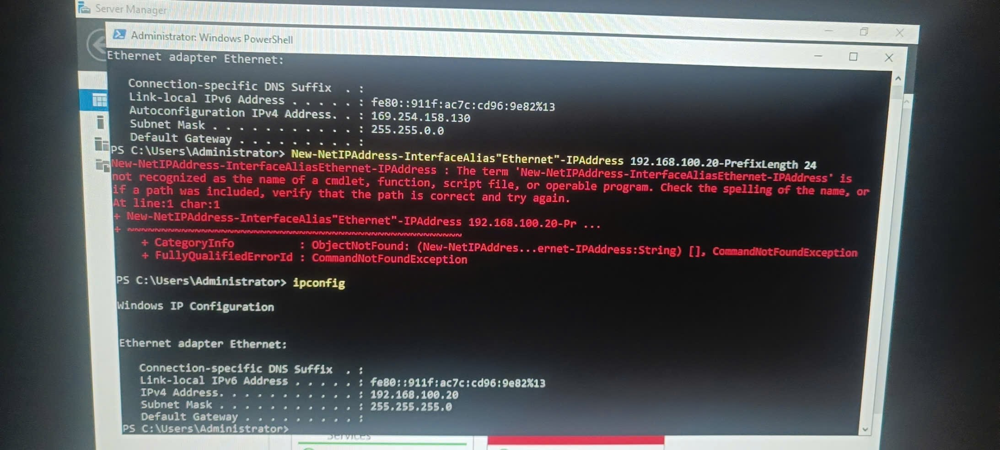 Server Manager
Administrator: Windows PowerShell
Ethernet adapter Ethernet:
Connection-specific DNS Suffix  . :
Link-local IPv6 Address . . . . . : fe80::911f:ac7c:cd96:9e82%13
Autoconfiguration IPv4 Address. . : 169.254.158.130
Subnet Mask . . . . . . . . . . . : 255.255.0.0
Default Gateway . . . . . . . . . :
PS C:\Users\Administrator> New-NetIPAddress-InterfaceAlias"Ethernet"-IPAddress 192.168.100.20-PrefixLength 24
New-NetIPAddress-InterfaceAliasEthernet-IPAddress : The term 'New-NetIPAddress-InterfaceAliasEthernet-IPAddress' is
not recognized as the name of a cmdlet, function, script file, or operable program. Check the spelling of the name, or
if a path was included, verify that the path is correct and try again.
At line:1 char:1
+ New-NetIPAddress-InterfaceAlias"Ethernet"-IPAddress 192.168.100.20-Pr ...
+ ~~~~~~~~~~~~~~~~~~~~~~~~~~~~~~~~~~~~~~~~~~~~~~~~~~~
+ CategoryInfo          : ObjectNotFound: (New-NetIPAddres...ernet-IPAddress:String) [], CommandNotFoundException
+ FullyQualifiedErrorId : CommandNotFoundException
PS C:\Users\Administrator> ipconfig
Windows IP Configuration
Ethernet adapter Ethernet:
Connection-specific DNS Suffix  . :
Link-local IPv6 Address . . . . . : fe80::911f:ac7c:cd96:9e82%13
IPv4 Address. . . . . . . . . . . : 192.168.100.20
Subnet Mask . . . . . . . . . . . : 255.255.255.0
Default Gateway . . . . . . . . . :
PS C:\Users\Administrator>
Services